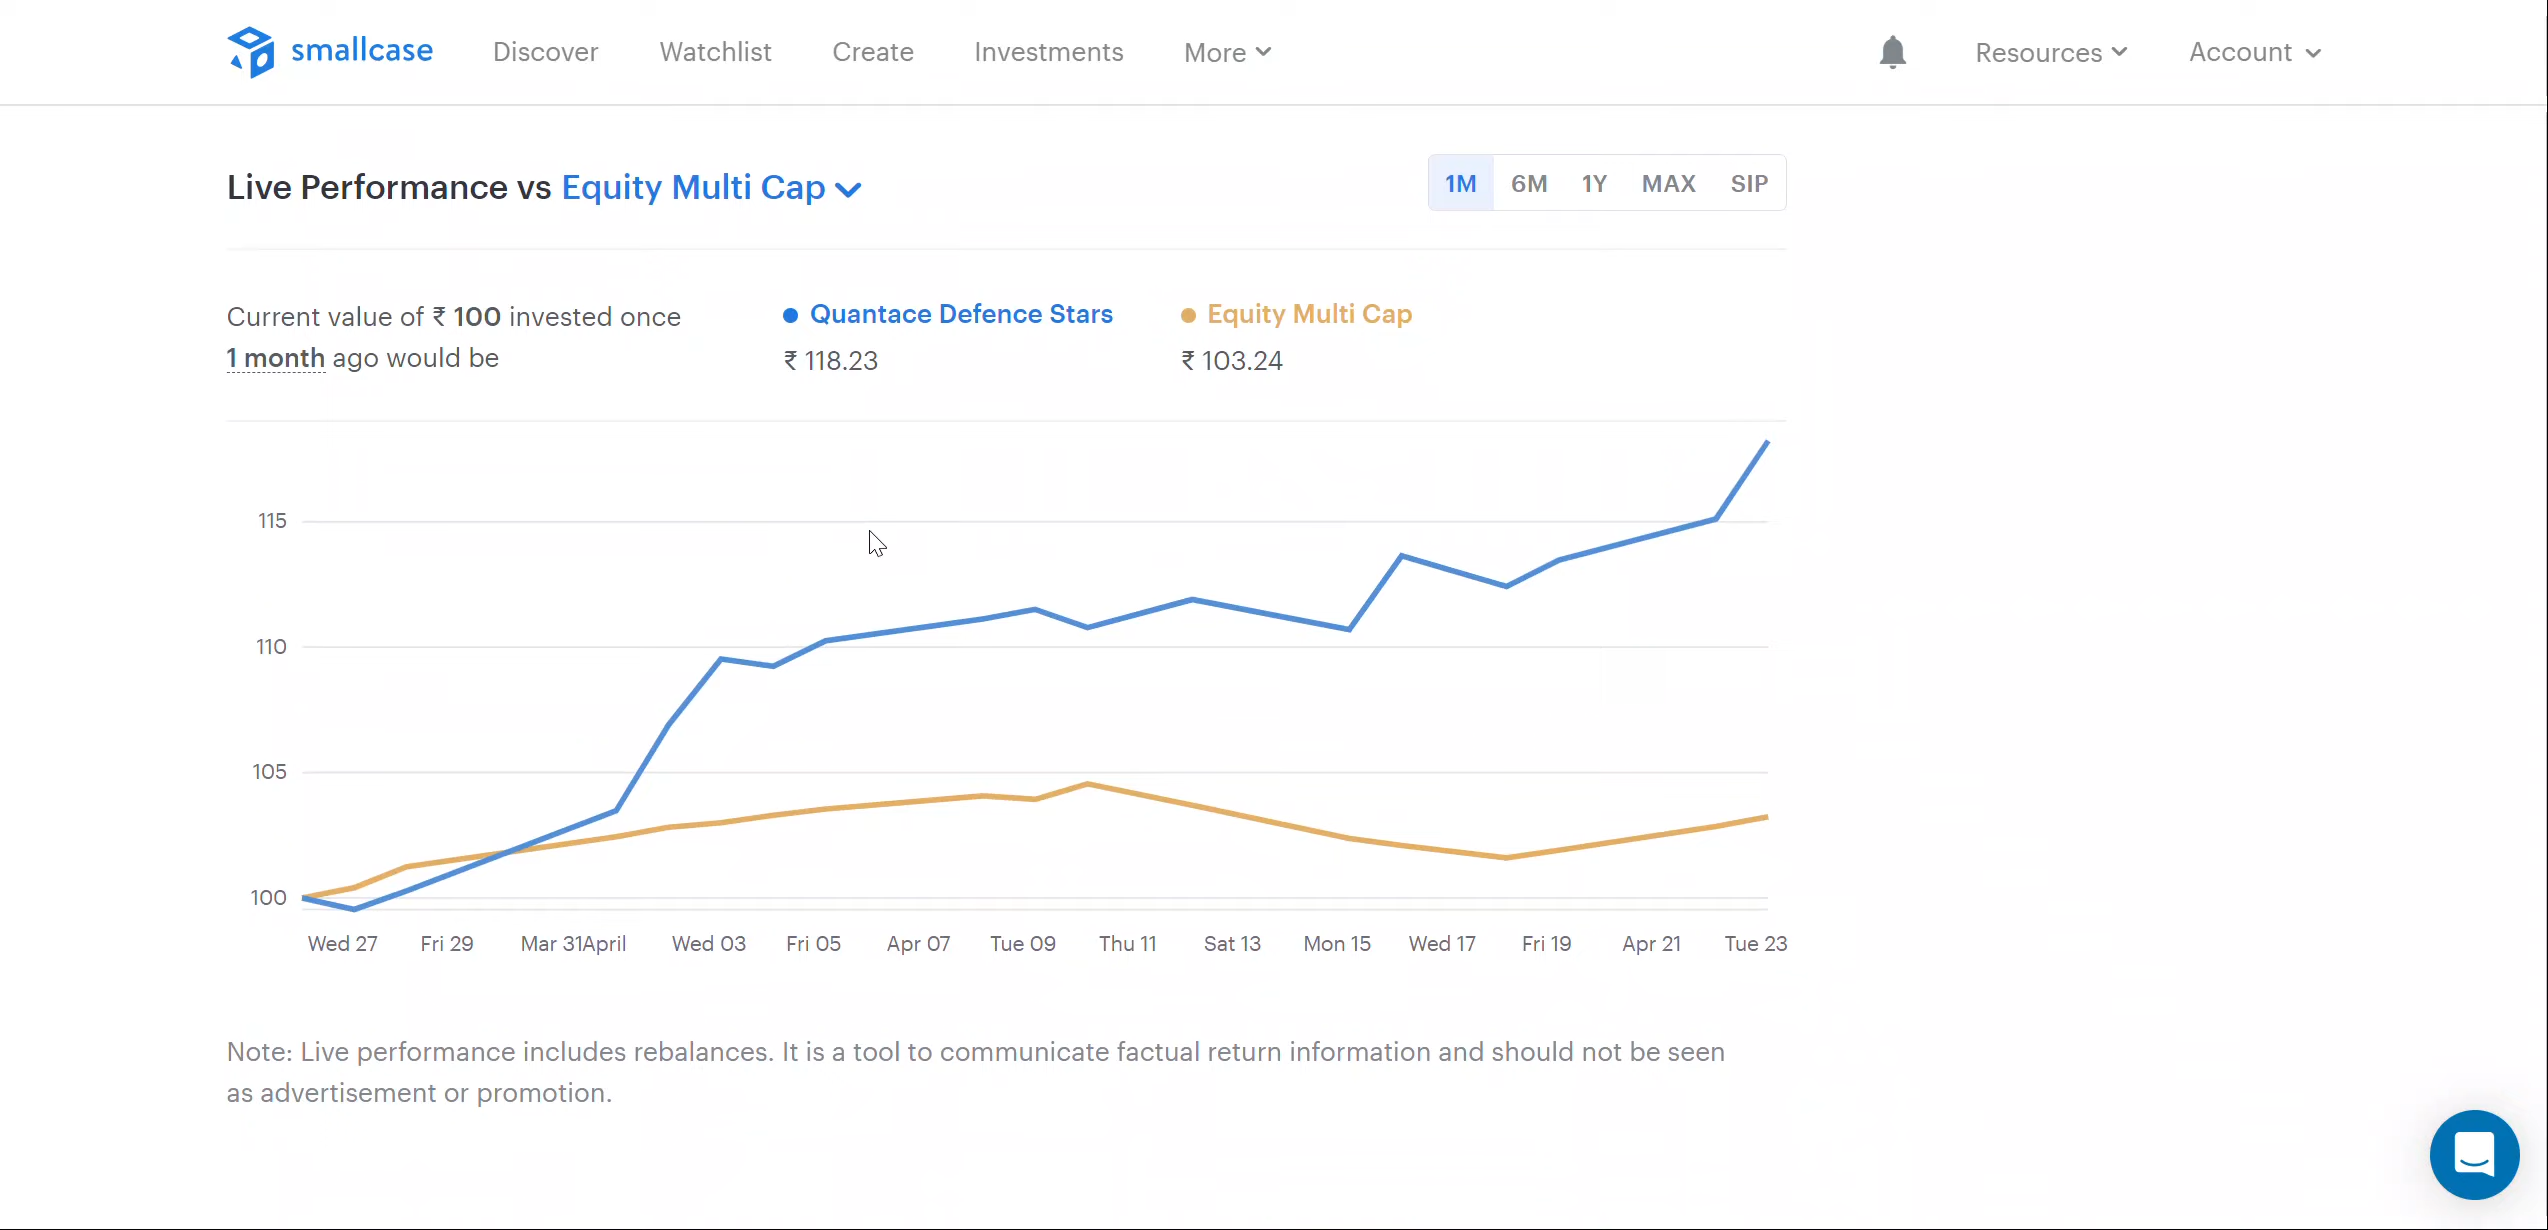 smallcase Discover Watchlist Create Investments More Resources Account
Live Performance vs Equity Multi Cap 1M 6M 1Y MAX SIP
Current value of ₹ 100 invested once
1 month ago would be
Quantace Defence Stars
₹ 118.23
Equity Multi Cap
₹ 103.24
115
110
105
100
Wed 27 Fri 29 Mar 31April Wed 03 Fri 05 Apr 07 Tue 09 Thu 11 Sat 13 Mon 15 Wed 17 Fri 19 Apr 21 Tue 23
Note: Live performance includes rebalances. It is a tool to communicate factual return information and should not be seen
as advertisement or promotion.